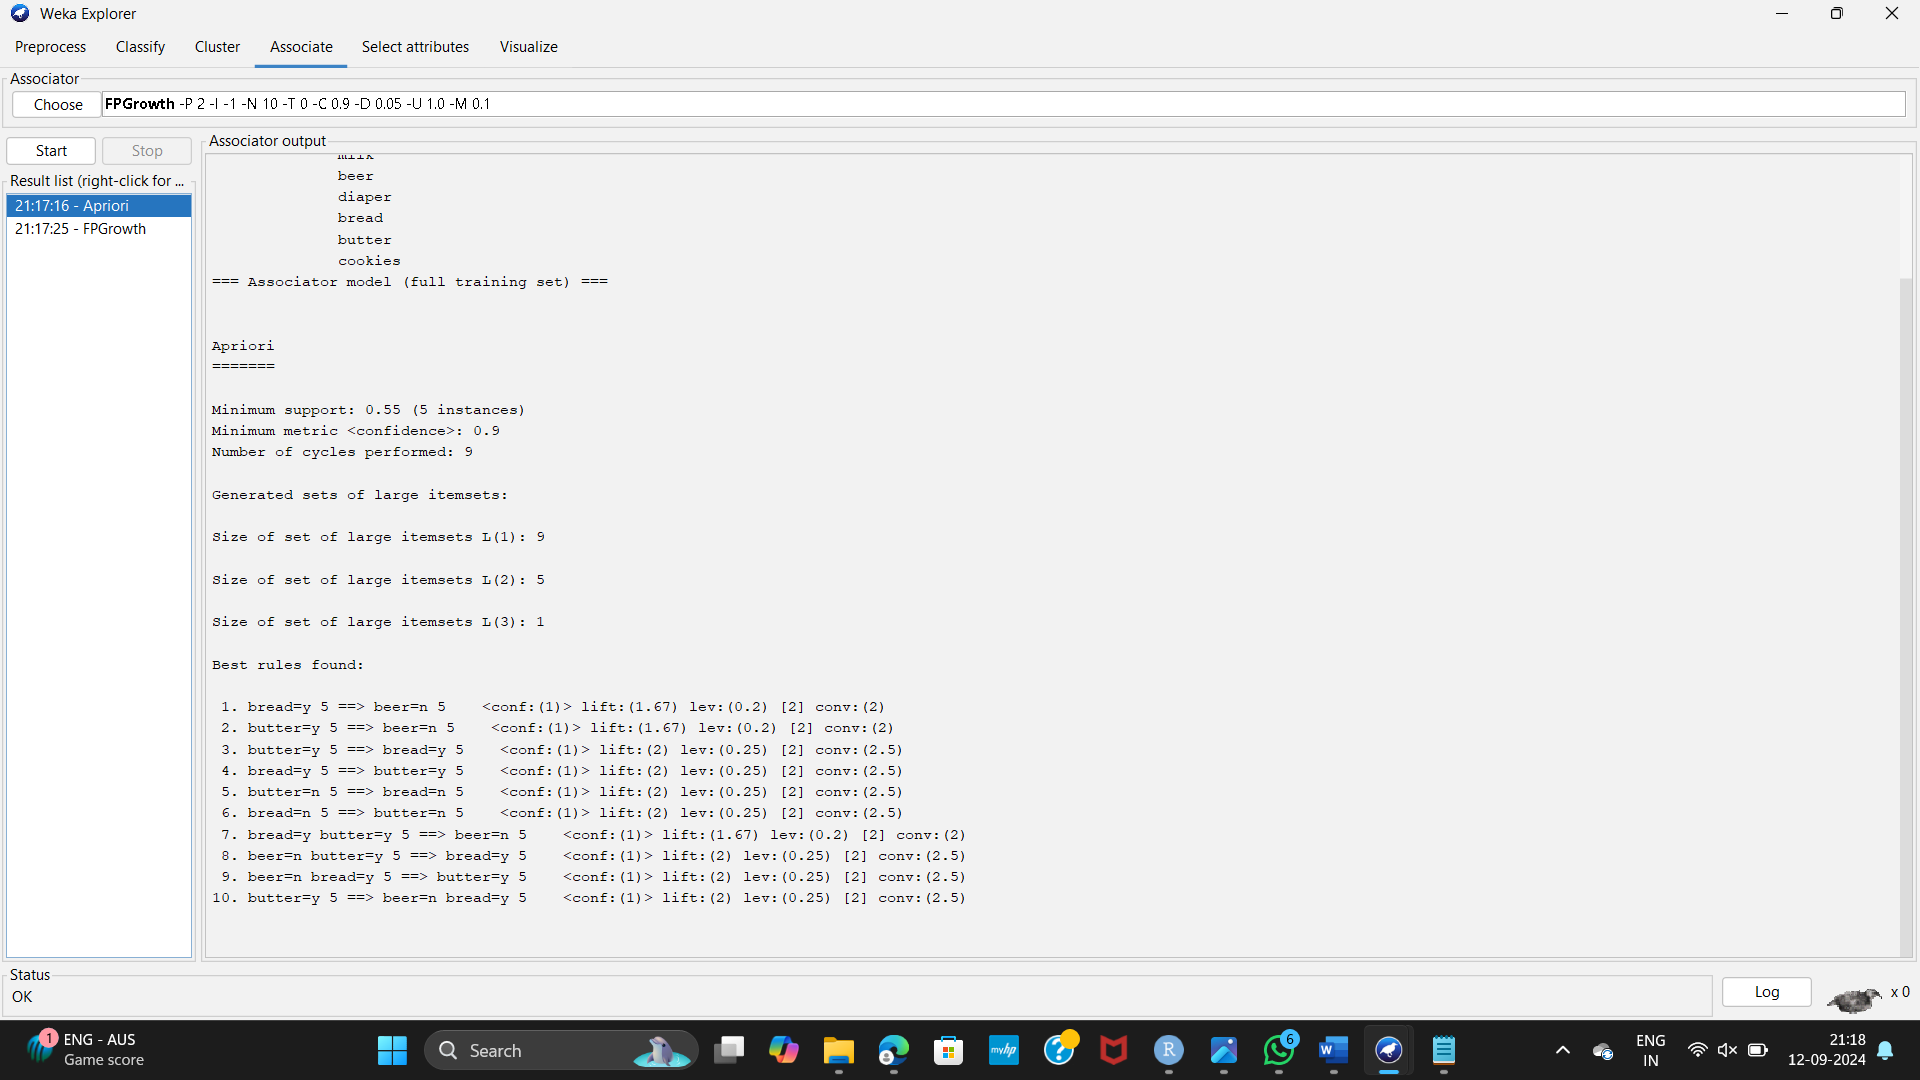 Weka Explorer
Preprocess Classify Cluster Associate Select attributes Visualize
Associator
Choose FPGrowth -P 2 -I -1 -N 10 -T 0 -C 0.9 -D 0.05 -U 1.0 -M 0.1
Start Stop
Associator output
Result list (right-click for ...
21:17:16 - Apriori
21:17:25 - FPGrowth
milk
beer
diaper
bread
butter
cookies
=== Associator model (full training set) ===
Apriori
=======
Minimum support: 0.55 (5 instances)
Minimum metric <confidence>: 0.9
Number of cycles performed: 9
Generated sets of large itemsets:
Size of set of large itemsets L(1): 9
Size of set of large itemsets L(2): 5
Size of set of large itemsets L(3): 1
Best rules found:
1. bread=y 5 ==> beer=n 5 <conf:(1)> lift:(1.67) lev:(0.2) [2] conv:(2)
2. butter=y 5 ==> beer=n 5 <conf:(1)> lift:(1.67) lev:(0.2) [2] conv:(2)
3. butter=y 5 ==> bread=y 5 <conf:(1)> lift:(2) lev:(0.25) [2] conv:(2.5)
4. bread=y 5 ==> butter=y 5 <conf:(1)> lift:(2) lev:(0.25) [2] conv:(2.5)
5. butter=n 5 ==> bread=n 5 <conf:(1)> lift:(2) lev:(0.25) [2] conv:(2.5)
6. bread=n 5 ==> butter=n 5 <conf:(1)> lift:(2) lev:(0.25) [2] conv:(2.5)
7. bread=y butter=y 5 ==> beer=n 5 <conf:(1)> lift:(1.67) lev:(0.2) [2] conv:(2)
8. beer=n butter=y 5 ==> bread=y 5 <conf:(1)> lift:(2) lev:(0.25) [2] conv:(2.5)
9. beer=n bread=y 5 ==> butter=y 5 <conf:(1)> lift:(2) lev:(0.25) [2] conv:(2.5)
10. butter=y 5 ==> beer=n bread=y 5 <conf:(1)> lift:(2) lev:(0.25) [2] conv:(2.5)
Status
OK
Log
x 0
1
ENG - AUS
Game score
Search
myhp
?
R
6
W
ENG
IN
21:18
12-09-2024